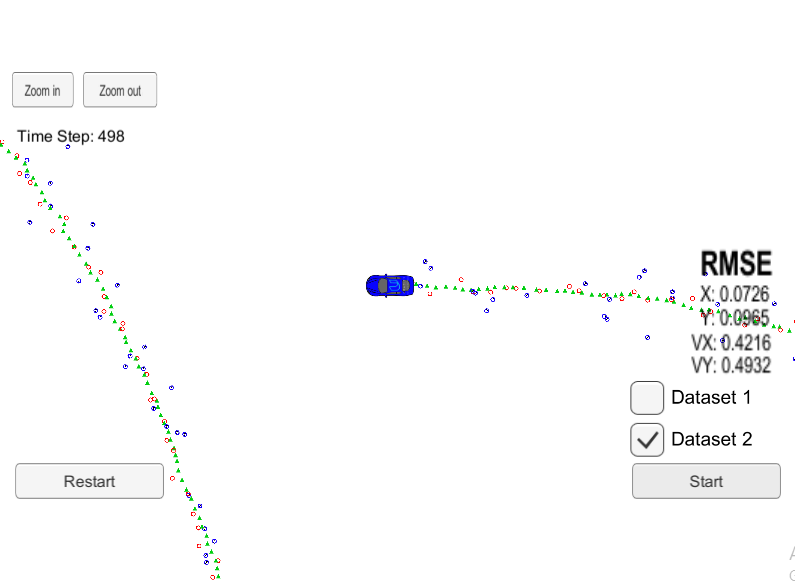 Zoom in
Zoom out
Time Step: 498
RMSE
X: 0.0726
Y: 0.0965
VX: 0.4216
VY: 0.4932
Dataset 1
Dataset 2
Restart
Start